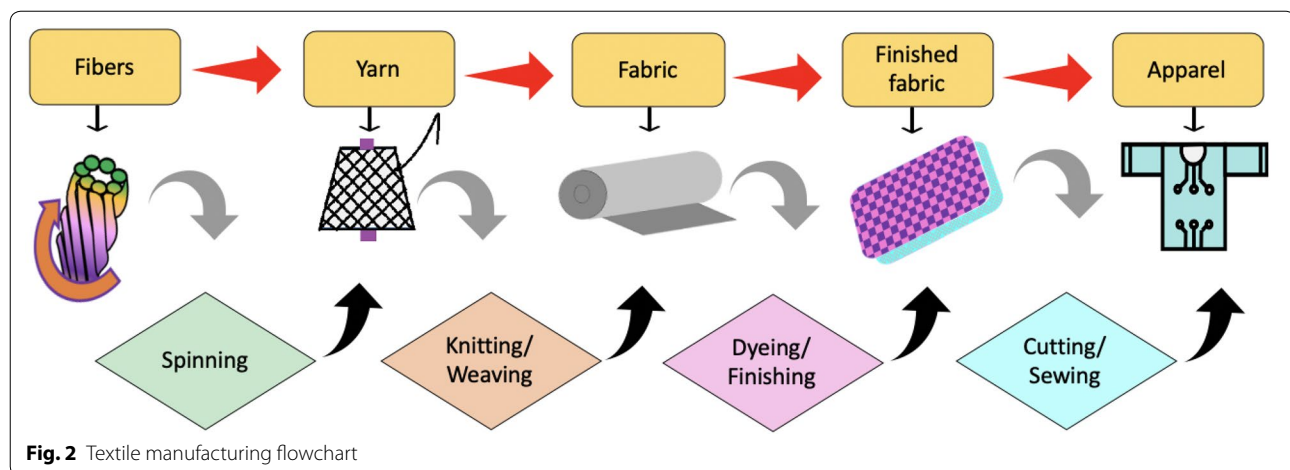 Fibers
Yarn
Fabric
Finished
fabric
Apparel
Spinning
Knitting/
Weaving
Dyeing/
Finishing
Cutting/
Sewing
Fig. 2 Textile manufacturing flowchart